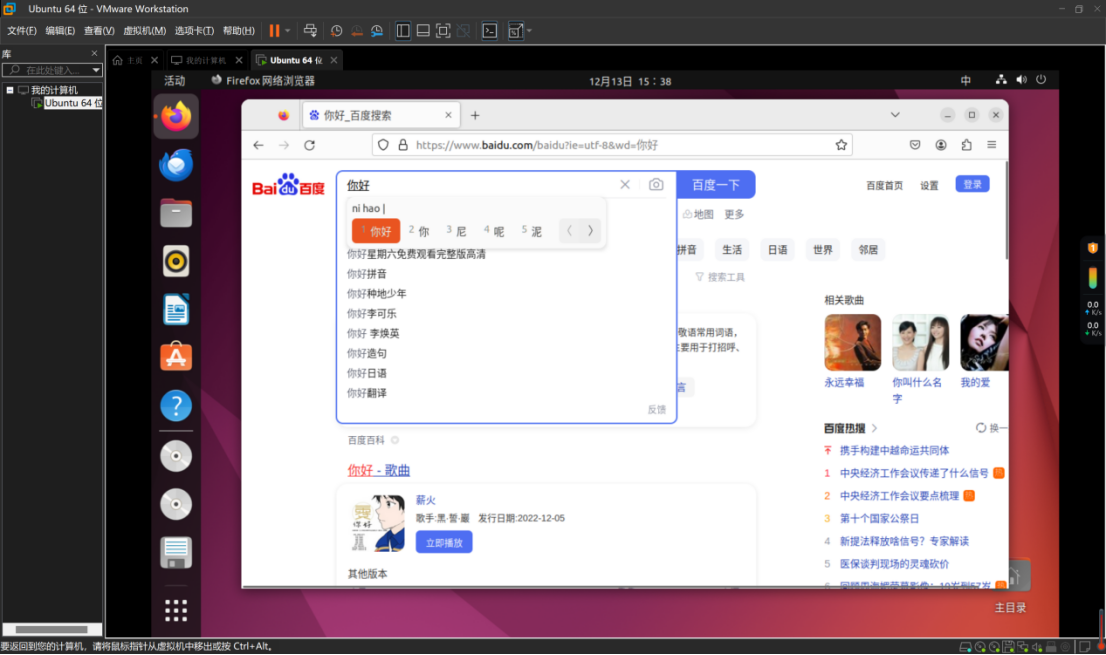 Ubuntu 64 位 - VMware Workstation
文件(F) 编辑(E) 查看(V) 虚拟机(M) 选项卡(T) 帮助(H)
库
在此处键入...
主页
我的计算机
Ubuntu 64 位
我的计算机
Ubuntu 64 位
活动
Firefox 网络浏览器
12月13日 15：38
中
你好_百度搜索
https://www.baidu.com/baidu?ie=utf-8&wd=你好
Bai du 百度
你好
百度一下
百度首页 设置 登录
ni hao |
1 你好 2 你 3 尼 4 呢 5 泥
地图 更多
你好星期六免费观看完整版高清
你好拼音
你好种地少年
你好李可乐
你好 李焕英
你好造句
你好日语
你好翻译
反馈
拼音 生活 日语 世界 邻居
搜索工具
敬语常用词语，
主要用于打招呼、
言
百度百科
你好 - 歌曲
薪火
歌手:黑·誓·巖 发行日期:2022-12-05
立即播放
其他版本
相关歌曲
永远幸福
你叫什么名字
我的爱
百度热搜
换一
携手构建中越命运共同体
1 中央经济工作会议传递了什么信号
2 中央经济工作会议要点梳理
3 第十个国家公祭日
4 新提法释放啥信号？专家解读
5 医保谈判现场的灵魂砍价
主目录
0.0
K/s
0.0
K/s
要返回到您的计算机，请将鼠标指针从虚拟机中移出或按 Ctrl+Alt。